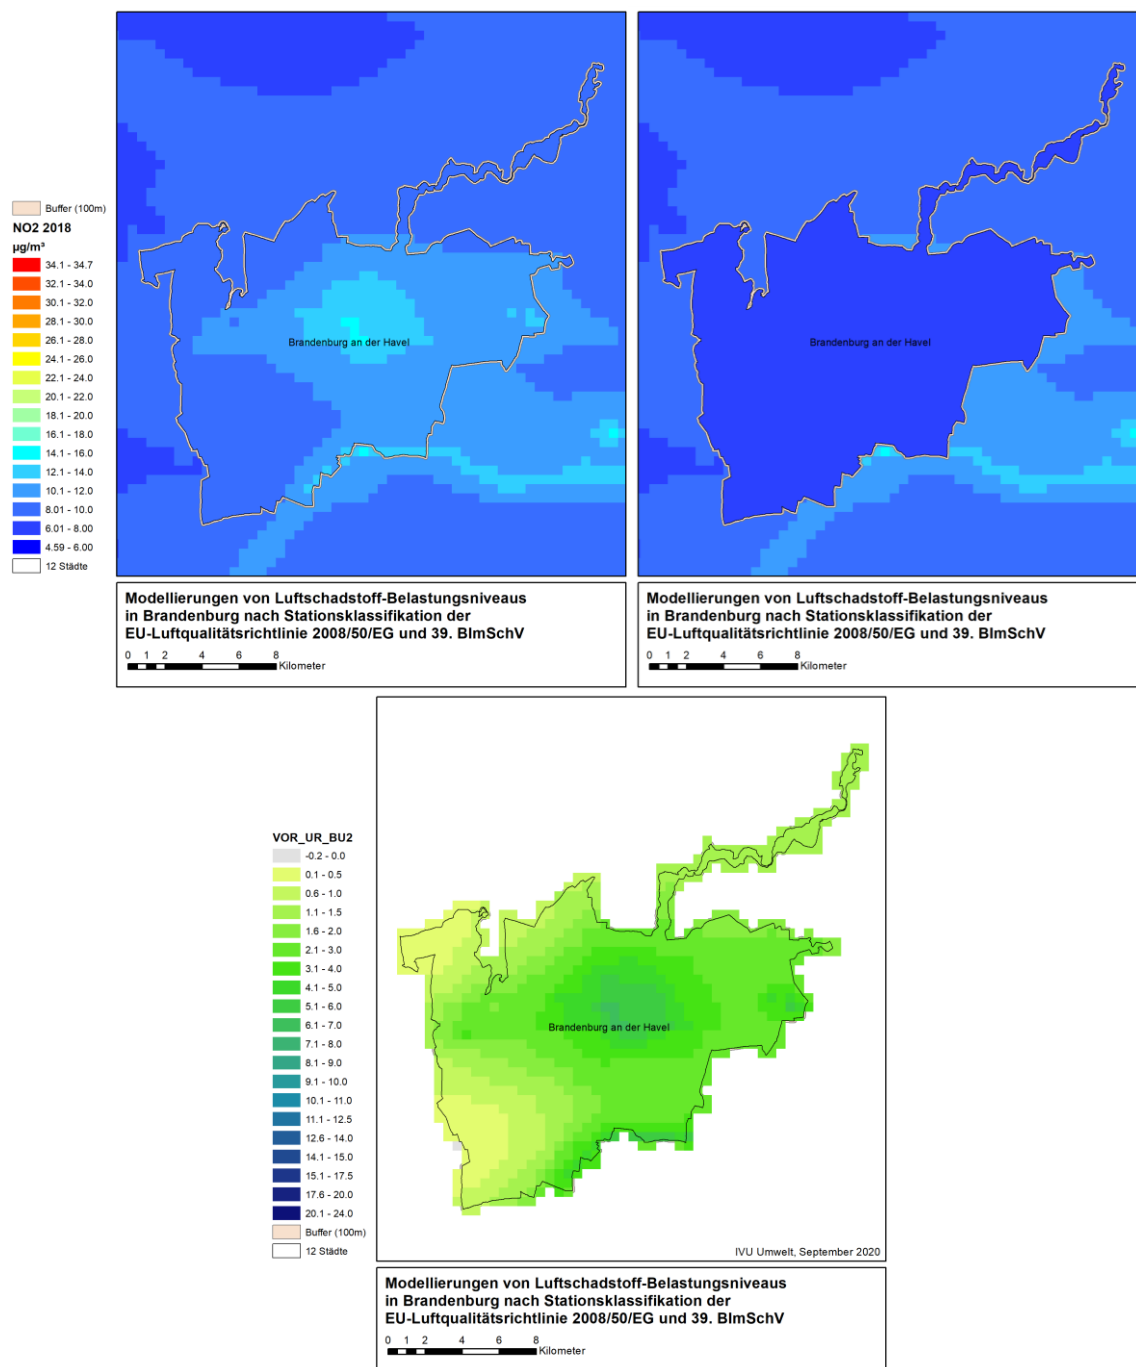 Buffer (100m)
NO2 2018
µg/m³
34.1 - 34.7
32.1 - 34.0
30.1 - 32.0
28.1 - 30.0
26.1 - 28.0
24.1 - 26.0
22.1 - 24.0
20.1 - 22.0
18.1 - 20.0
16.1 - 18.0
14.1 - 16.0
12.1 - 14.0
10.1 - 12.0
8.01 - 10.0
6.01 - 8.00
4.59 - 6.00
12 Städte
Brandenburg an der Havel
Modellierungen von Luftschadstoff-Belastungsniveaus
in Brandenburg nach Stationsklassifikation der
EU-Luftqualitätsrichtlinie 2008/50/EG und 39. BImSchV
0 1 2 4 6 8
Kilometer
Brandenburg an der Havel
Modellierungen von Luftschadstoff-Belastungsniveaus
in Brandenburg nach Stationsklassifikation der
EU-Luftqualitätsrichtlinie 2008/50/EG und 39. BImSchV
0 1 2 4 6 8
Kilometer
VOR_UR_BU2
-0.2 - 0.0
0.1 - 0.5
0.6 - 1.0
1.1 - 1.5
1.6 - 2.0
2.1 - 3.0
3.1 - 4.0
4.1 - 5.0
5.1 - 6.0
6.1 - 7.0
7.1 - 8.0
8.1 - 9.0
9.1 - 10.0
10.1 - 11.0
11.1 - 12.5
12.6 - 14.0
14.1 - 15.0
15.1 - 17.5
17.6 - 20.0
20.1 - 24.0
Buffer (100m)
12 Städte
Brandenburg an der Havel
IVU Umwelt, September 2020
Modellierungen von Luftschadstoff-Belastungsniveaus
in Brandenburg nach Stationsklassifikation der
EU-Luftqualitätsrichtlinie 2008/50/EG und 39. BImSchV
0 1 2 4 6 8
Kilometer